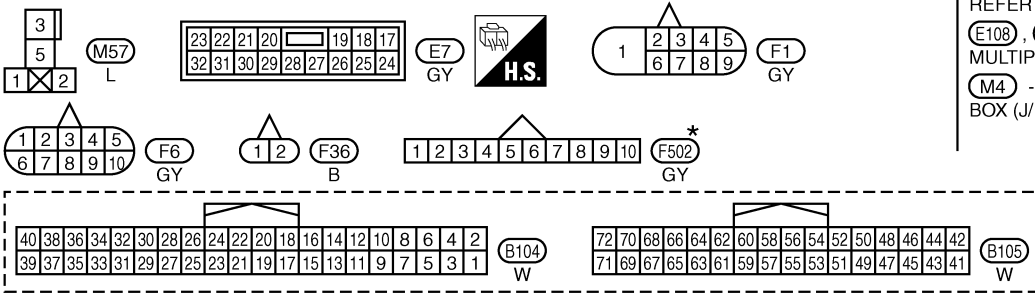 3
5
1 2
M57
L
23 22 21 20 19 18 17
32 31 30 29 28 27 26 25 24
E7
GY
H.S.
1
2 3 4 5
6 7 8 9
F1
GY
REFER
E108 ,
MULTIP
M4 -
BOX (J/
1 2 3 4 5
6 7 8 9 10
F6
GY
1 2
F36
B
1 2 3 4 5 6 7 8 9 10
*
F502
GY
40 38 36 34 32 30 28 26 24 22 20 18 16 14 12 10 8 6 4 2
39 37 35 33 31 29 27 25 23 21 19 17 15 13 11 9 7 5 3 1
B104
W
72 70 68 66 64 62 60 58 56 54 52 50 48 46 44 42
71 69 67 65 63 61 59 57 55 53 51 49 47 45 43 41
B105
W